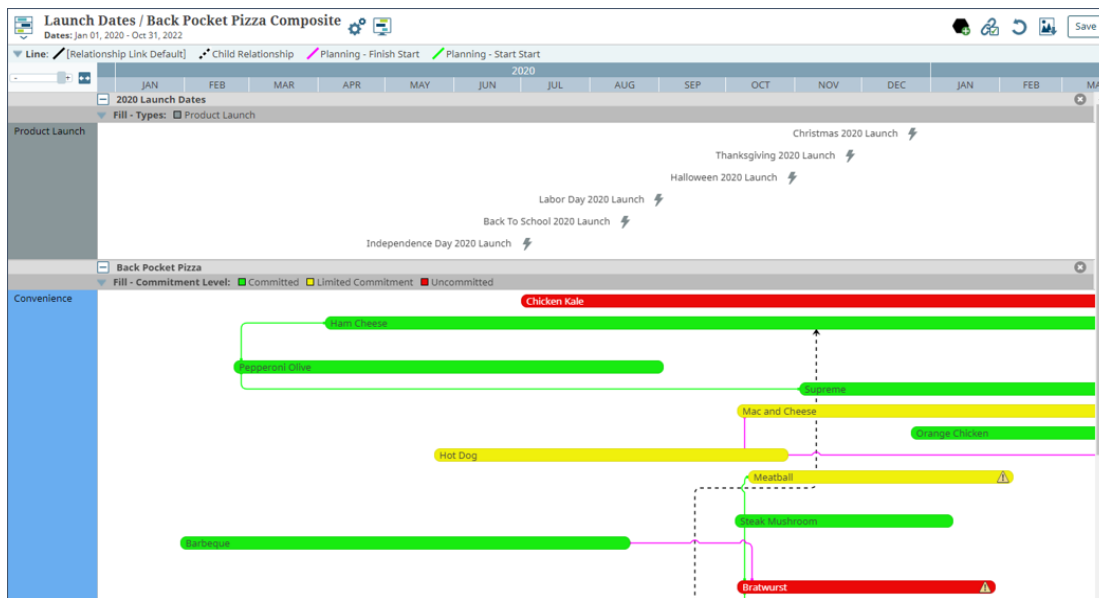 Launch Dates / Back Pocket Pizza Composite
Dates: Jan 01, 2020 - Oct 31, 2022
Save
Line: [Relationship Link Default] Child Relationship Planning - Finish Start Planning - Start Start
- +
2020
JAN FEB MAR APR MAY JUN JUL AUG SEP OCT NOV DEC JAN FEB MA
2020 Launch Dates
Fill - Types: Product Launch
Product Launch
Christmas 2020 Launch
Thanksgiving 2020 Launch
Halloween 2020 Launch
Labor Day 2020 Launch
Back To School 2020 Launch
Independence Day 2020 Launch
Back Pocket Pizza
Fill - Commitment Level: Committed Limited Commitment Uncommitted
Convenience
Chicken Kale
Ham Cheese
Pepperoni Olive
Supreme
Mac and Cheese
Orange Chicken
Hot Dog
Meatball
Steak Mushroom
Barbeque
Bratwurst